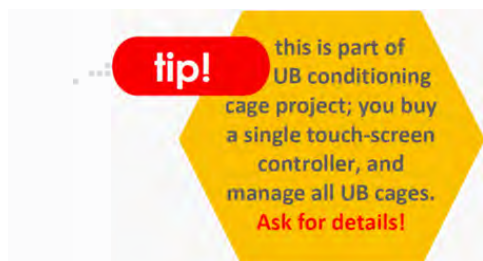 tip!
this is part of
UB conditioning
cage project; you buy
a single touch-screen
controller, and
manage all UB cages.
Ask for details!